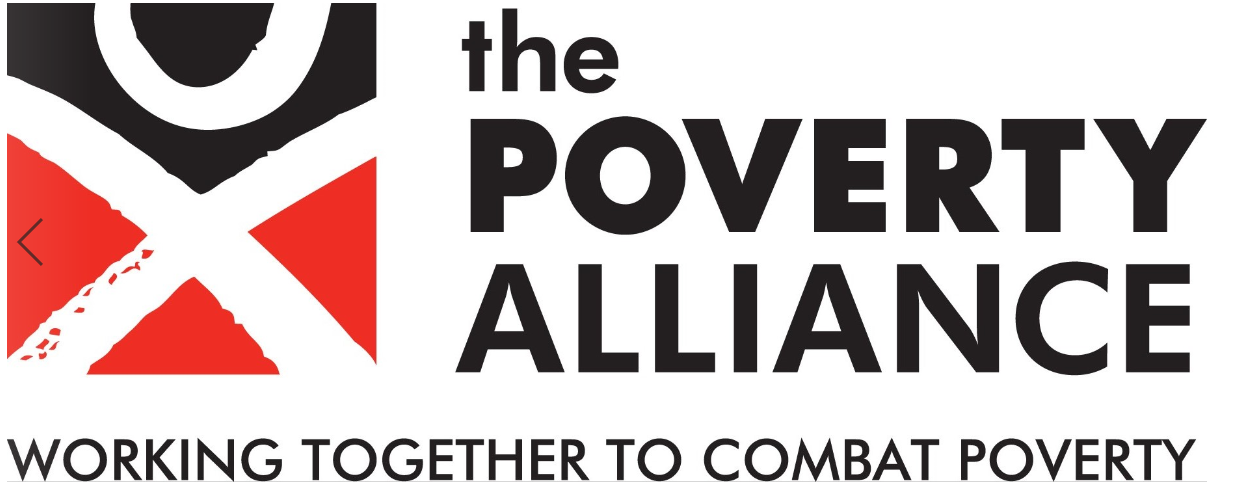 the
POVERTY
ALLIANCE
WORKING TOGETHER TO COMBAT POVERTY